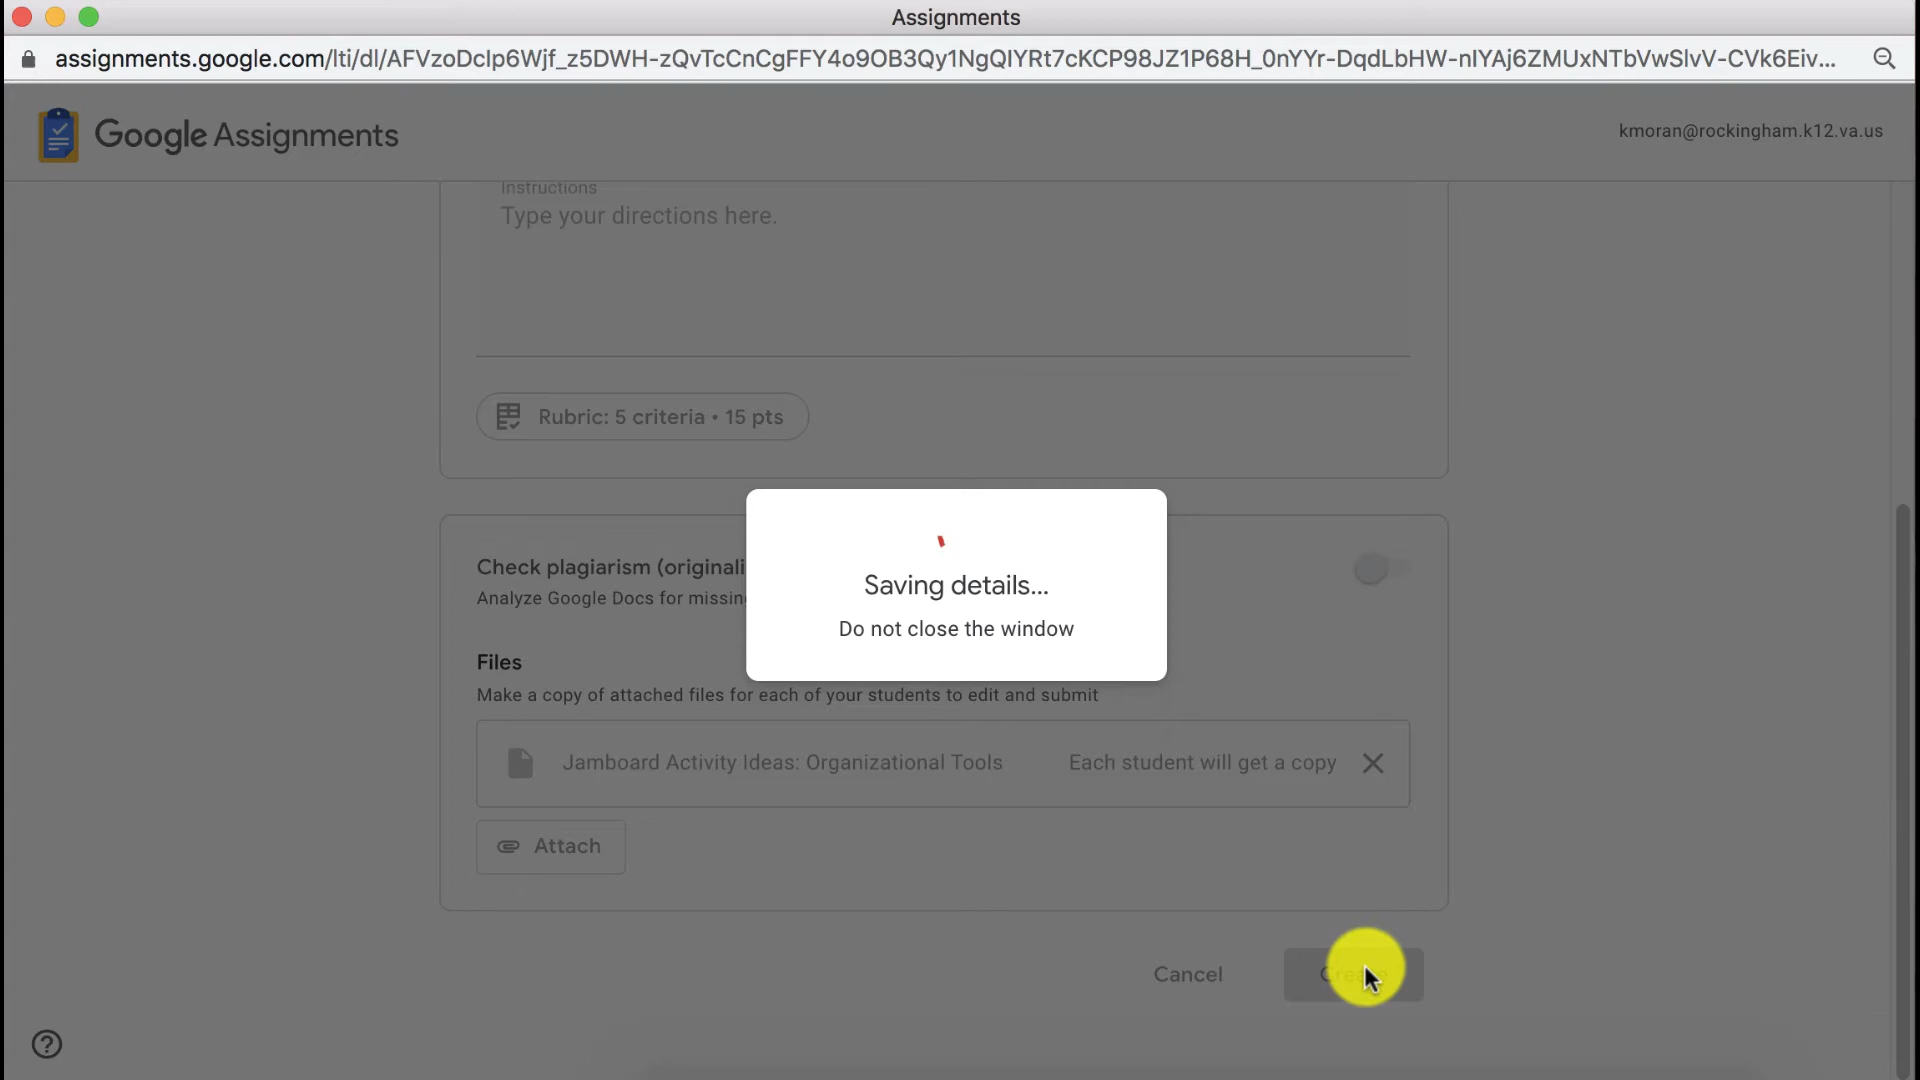 Assignments
assignments.google.com/lti/dl/AFVzoDcIp6Wjf_z5DWH-zQvTcCnCgFFY4o9OB3Qy1NgQIYRt7cKCP98JZ1P68H_0nYYr-DqdLbHW-nIYAj6ZMUxNTbVwSlvV-CVk6Eiv...
Google Assignments
kmoran@rockingham.k12.va.us
Instructions
Type your directions here.
Rubric: 5 criteria • 15 pts
Check plagiarism (originali
Analyze Google Docs for missin
Saving details...
Do not close the window
Files
Make a copy of attached files for each of your students to edit and submit
Jamboard Activity Ideas: Organizational Tools Each student will get a copy
Attach
Cancel Create